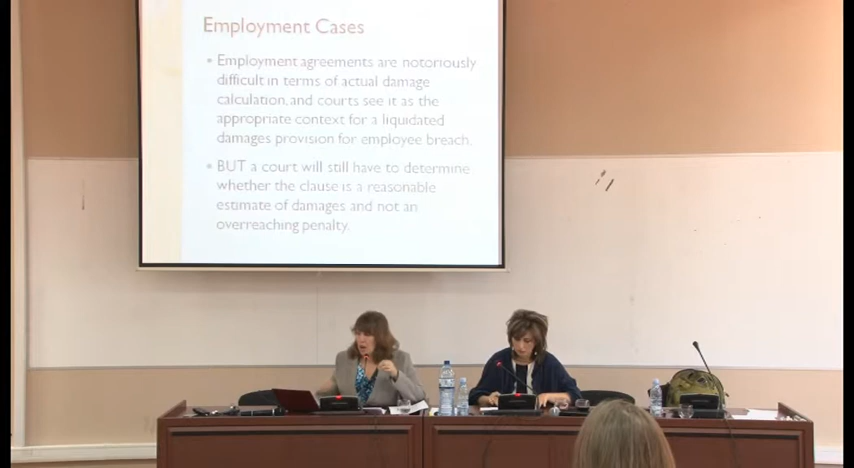 Employment Cases
• Employment agreements are notoriously
difficult in terms of actual damage
calculation, and courts see it as the
appropriate context for a liquidated
damages provision for employee breach.
• BUT a court will still have to determine
whether the clause is a reasonable
estimate of damages and not an
overreaching penalty.